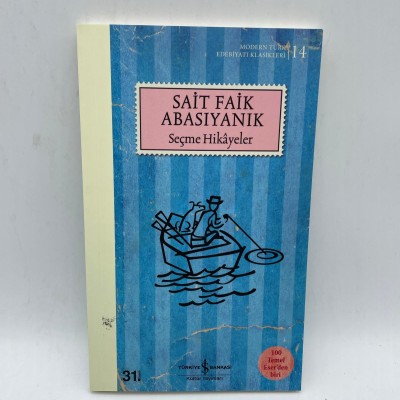 MODERN TÜRK
EDEBİYATI KLASİKLERİ 14
SAİT FAİK
ABASIYANIK
Seçme Hikâyeler
100
Temel
Eser'den
biri
31.
TÜRKİYE İŞ BANKASI
Kültür Yayınları